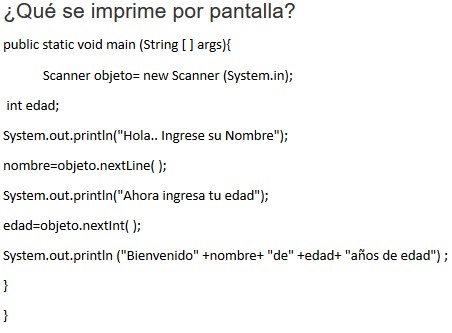 ¿Qué se imprime por pantalla?
public static void main (String [ ] args){
Scanner objeto= new Scanner (System.in);
int edad;
System.out.println("Hola.. Ingrese su Nombre");
nombre=objeto.nextLine( );
System.out.println("Ahora ingresa tu edad");
edad=objeto.nextInt( );
System.out.println ("Bienvenido" +nombre+ "de" +edad+ "años de edad") ;
}
}